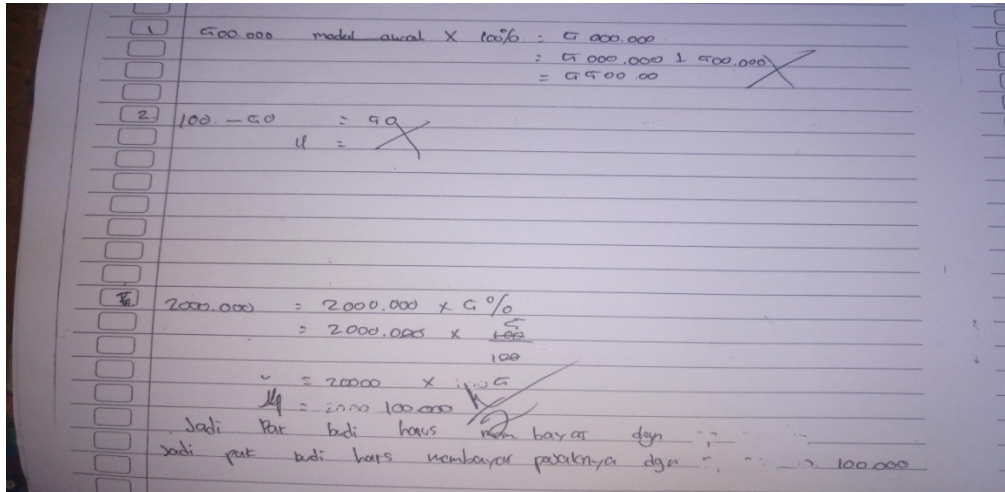 1 500.000 modal awal X 100% = 5 000.000
= 5 000.000 1 500.000
= 5500.00
2 100 - 50 = 50
=
2000.000 = 2000.000 x 5%
= 2000.000 x 5
100
= 20000 x 5
= 100.000
Jadi Pak budi harus mem bayar dgn
Jadi pak budi hars membayar pajaknya dgn 100.000